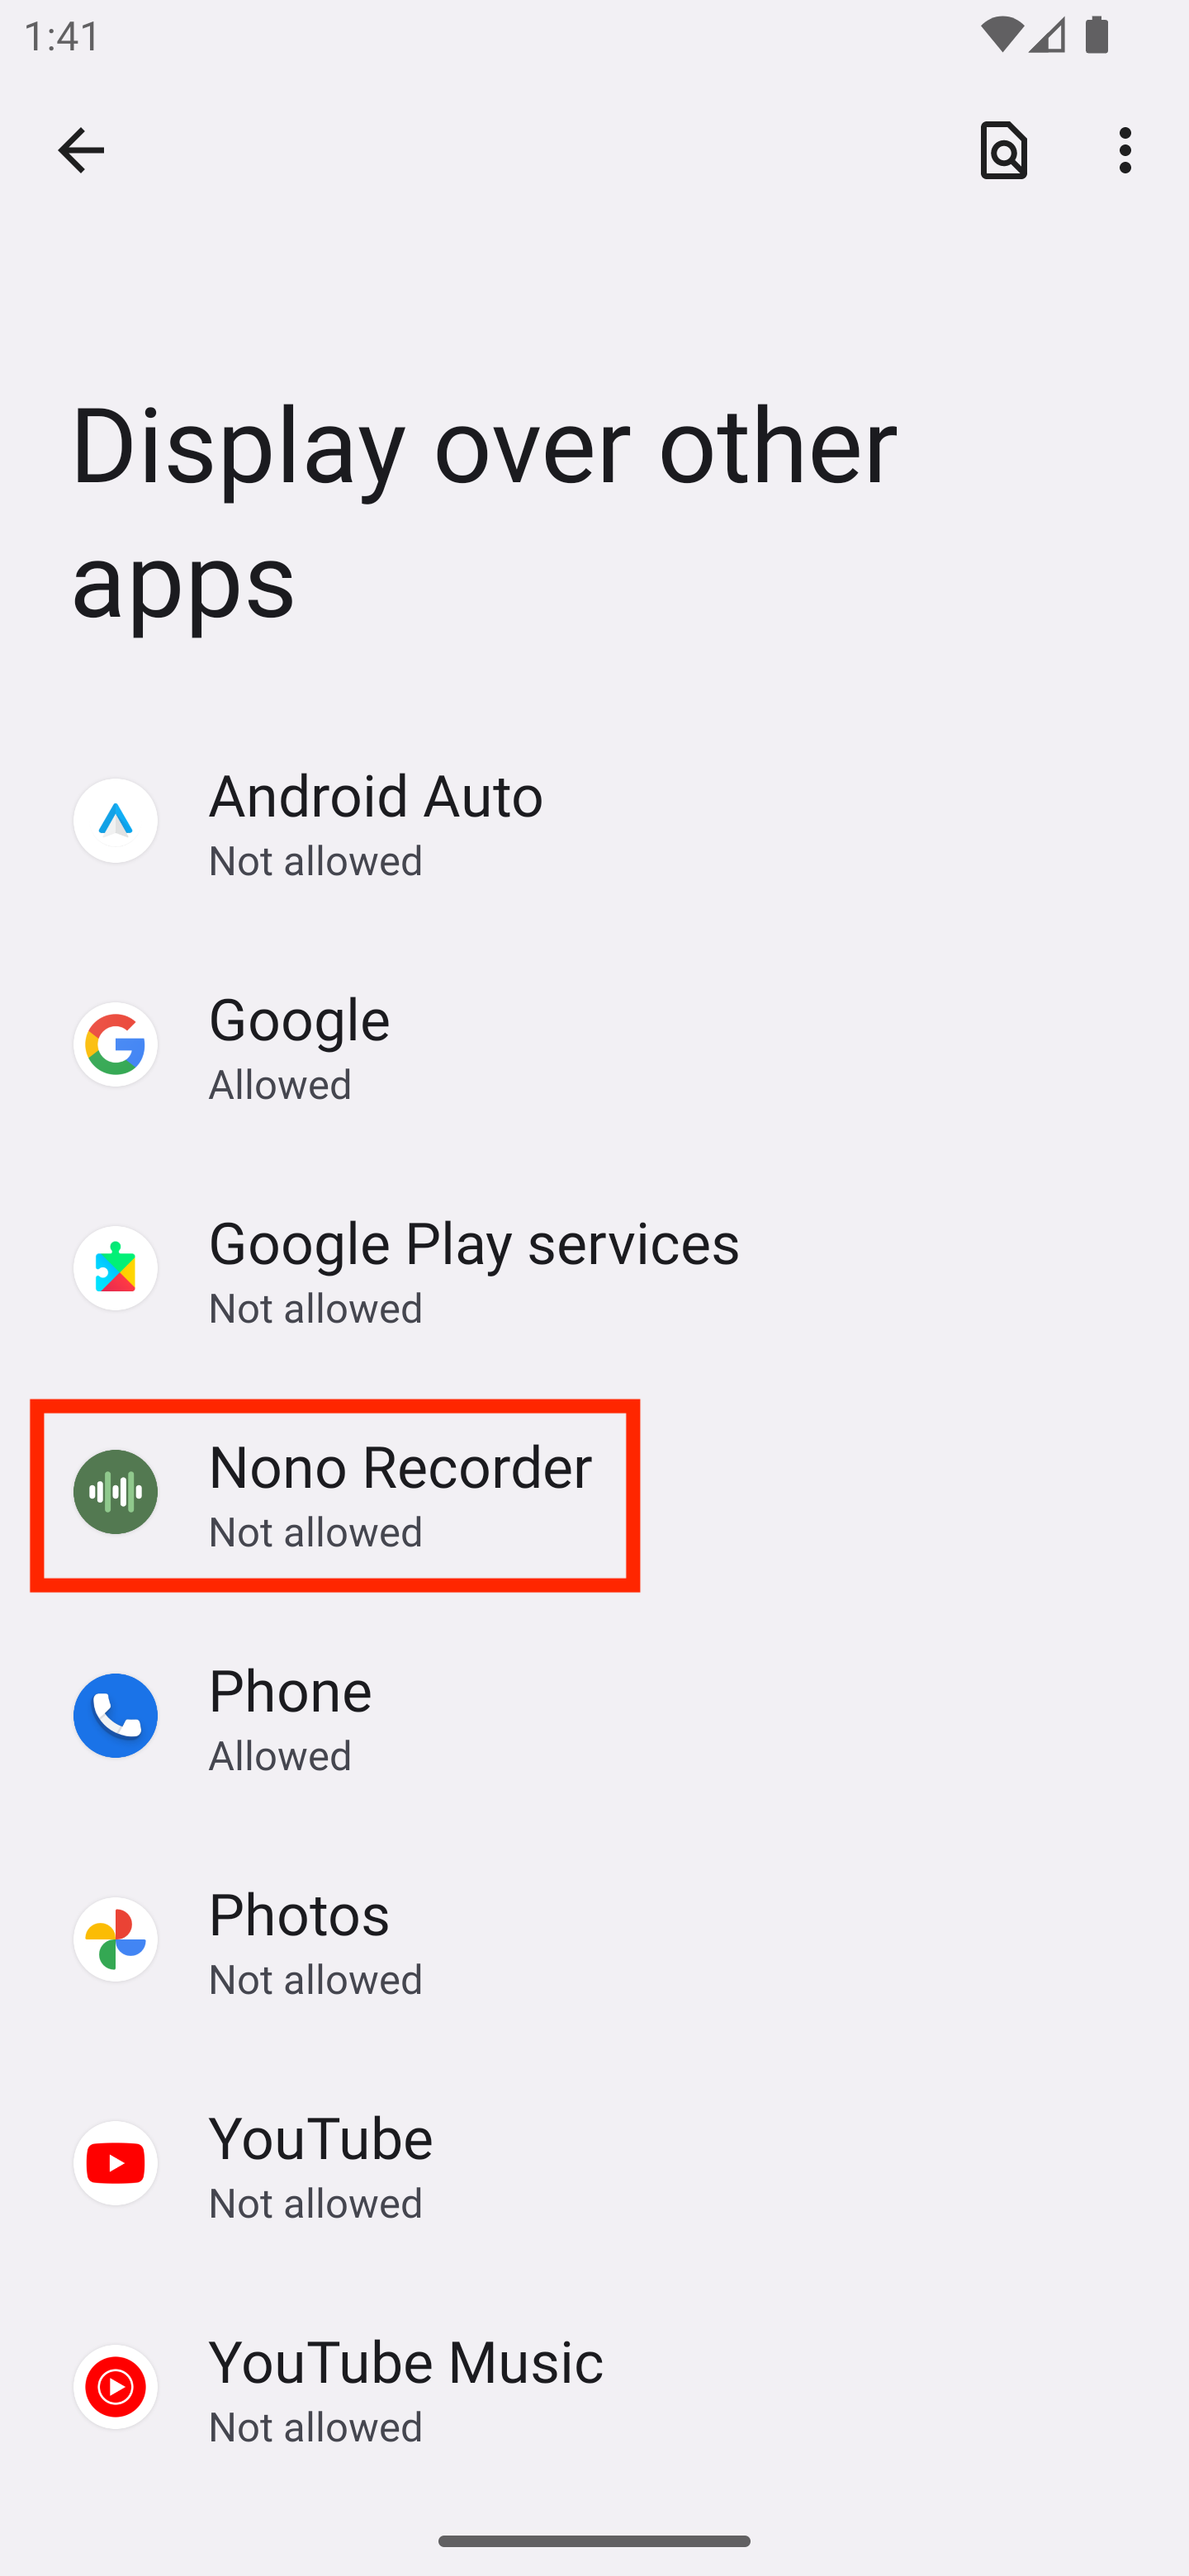 1:41
Display over other
apps
Android Auto
Not allowed
Google
Allowed
Google Play services
Not allowed
Nono Recorder
Not allowed
Phone
Allowed
Photos
Not allowed
YouTube
Not allowed
YouTube Music
Not allowed